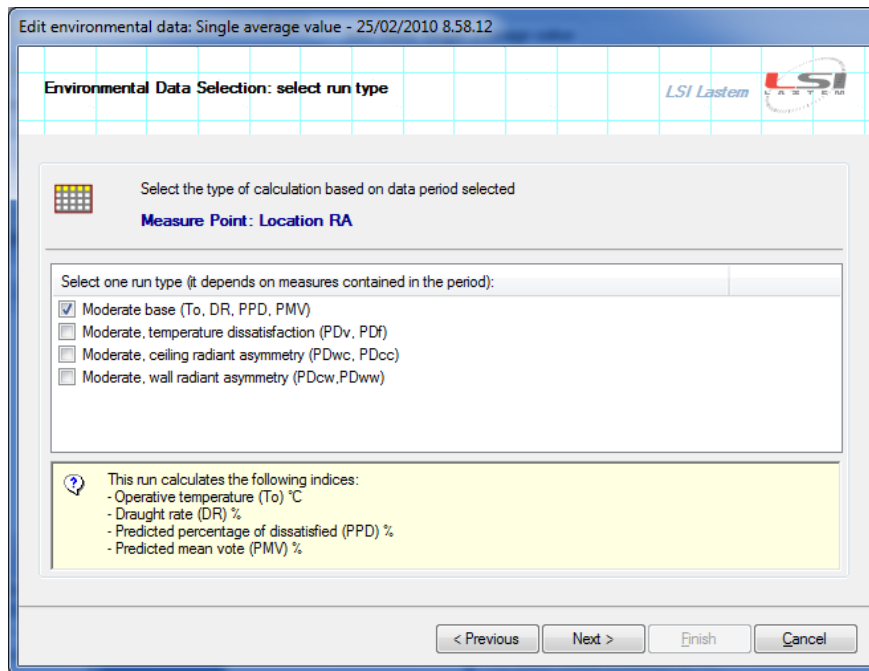 Edit environmental data: Single average value - 25/02/2010 8.58.12
Environmental Data Selection: select run type
LSI Lastem
LSI
LASTEM
Select the type of calculation based on data period selected
Measure Point: Location RA
Select one run type (it depends on measures contained in the period):
Moderate base (To, DR, PPD, PMV)
Moderate, temperature dissatisfaction (PDv, PDf)
Moderate, ceiling radiant asymmetry (PDwc, PDcc)
Moderate, wall radiant asymmetry (PDcw,PDww)
This run calculates the following indices:
- Operative temperature (To) °C
- Draught rate (DR) %
- Predicted percentage of dissatisfied (PPD) %
- Predicted mean vote (PMV) %
< Previous
Next >
Finish
Cancel